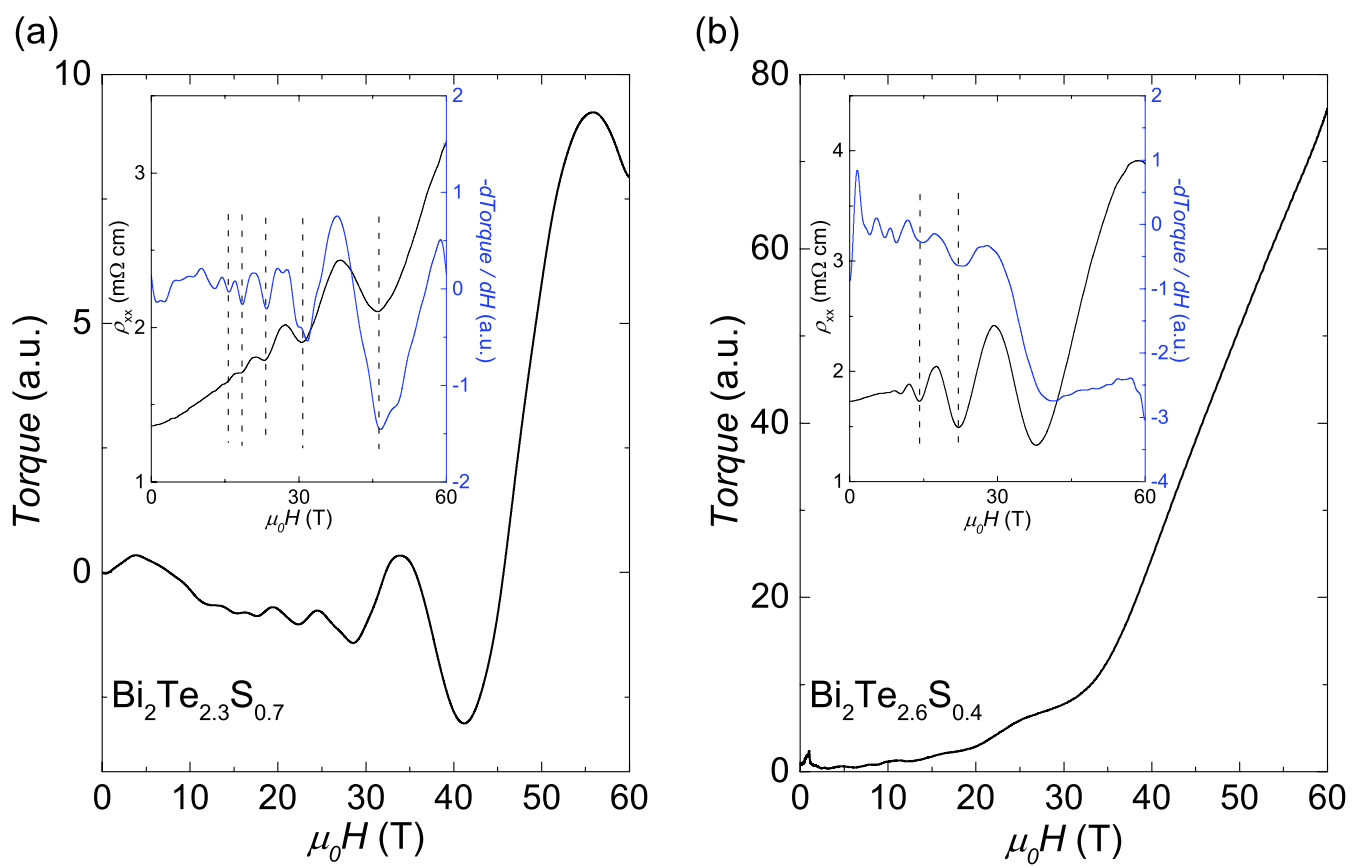 (a)
10
5
0
Torque (a.u.)
0 10 20 30 40 50 60
μ₀H (T)
Bi₂Te₂.₃S₀.₇
3
2
1
ρₓₓ (mΩ cm)
0 30 60
μ₀H (T)
2
1
0
-1
-2
-dTorque / dH (a.u.)
(b)
80
60
40
20
0
Torque (a.u.)
0 10 20 30 40 50 60
μ₀H (T)
Bi₂Te₂.₆S₀.₄
4
3
2
1
ρₓₓ (mΩ cm)
0 30 60
μ₀H (T)
2
1
0
-1
-2
-3
-4
-dTorque / dH (a.u.)